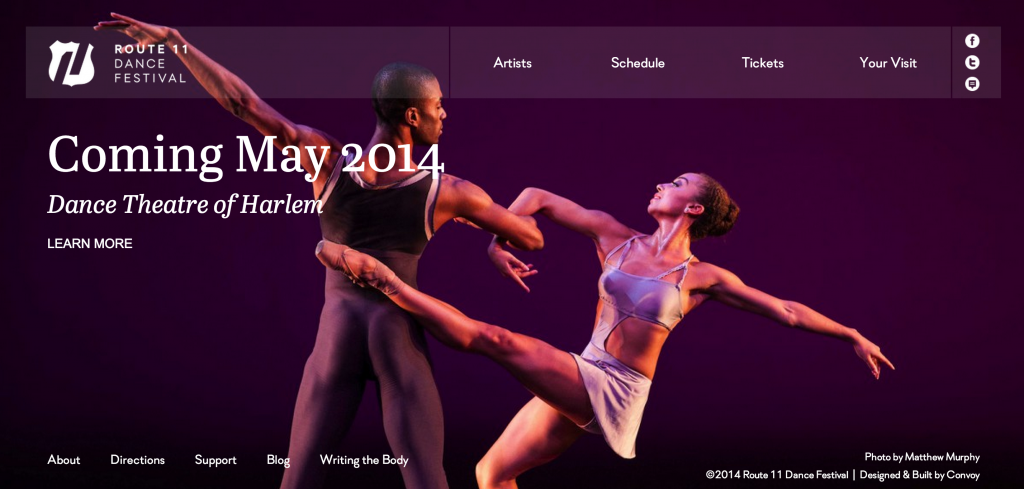 ROUTE 11
DANCE
FESTIVAL
Artists
Schedule
Tickets
Your Visit
Coming May 2014
Dance Theatre of Harlem
LEARN MORE
About
Directions
Support
Blog
Writing the Body
Photo by Matthew Murphy
©2014 Route 11 Dance Festival | Designed & Built by Convoy